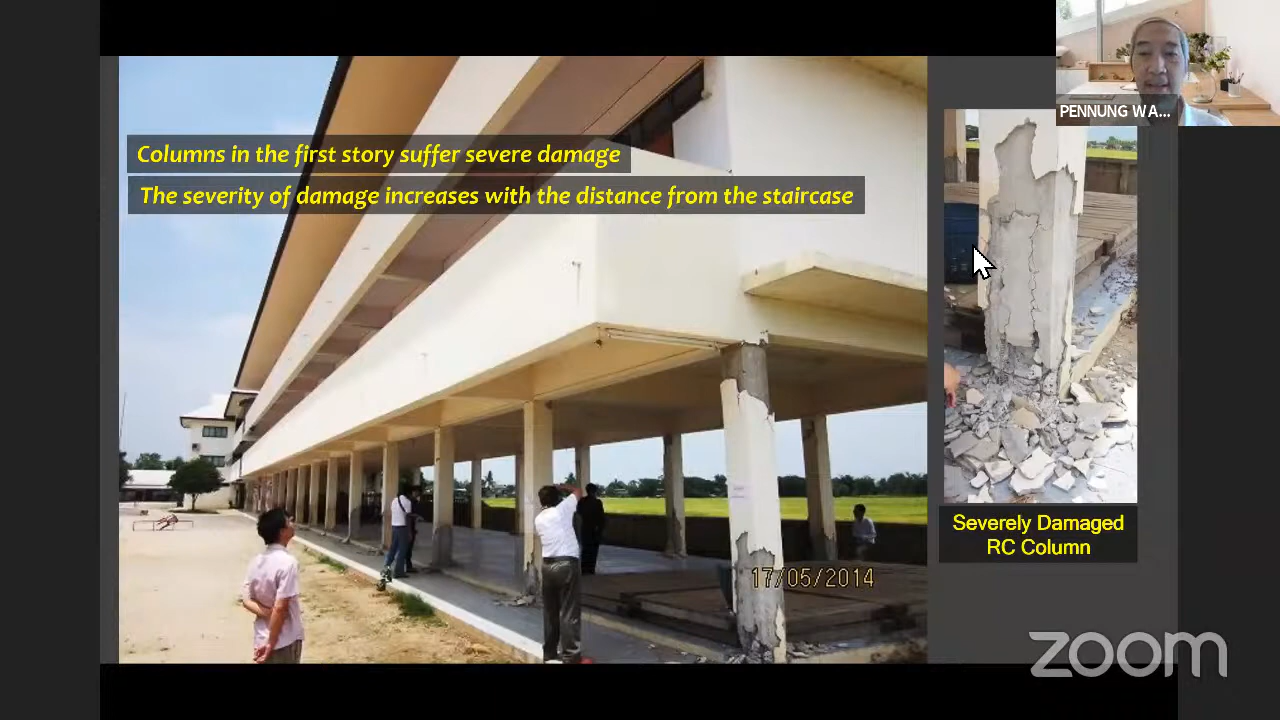 Columns in the first story suffer severe damage
The severity of damage increases with the distance from the staircase
PENNUNG WA...
Severely Damaged
RC Column
17/05/2014
zoom